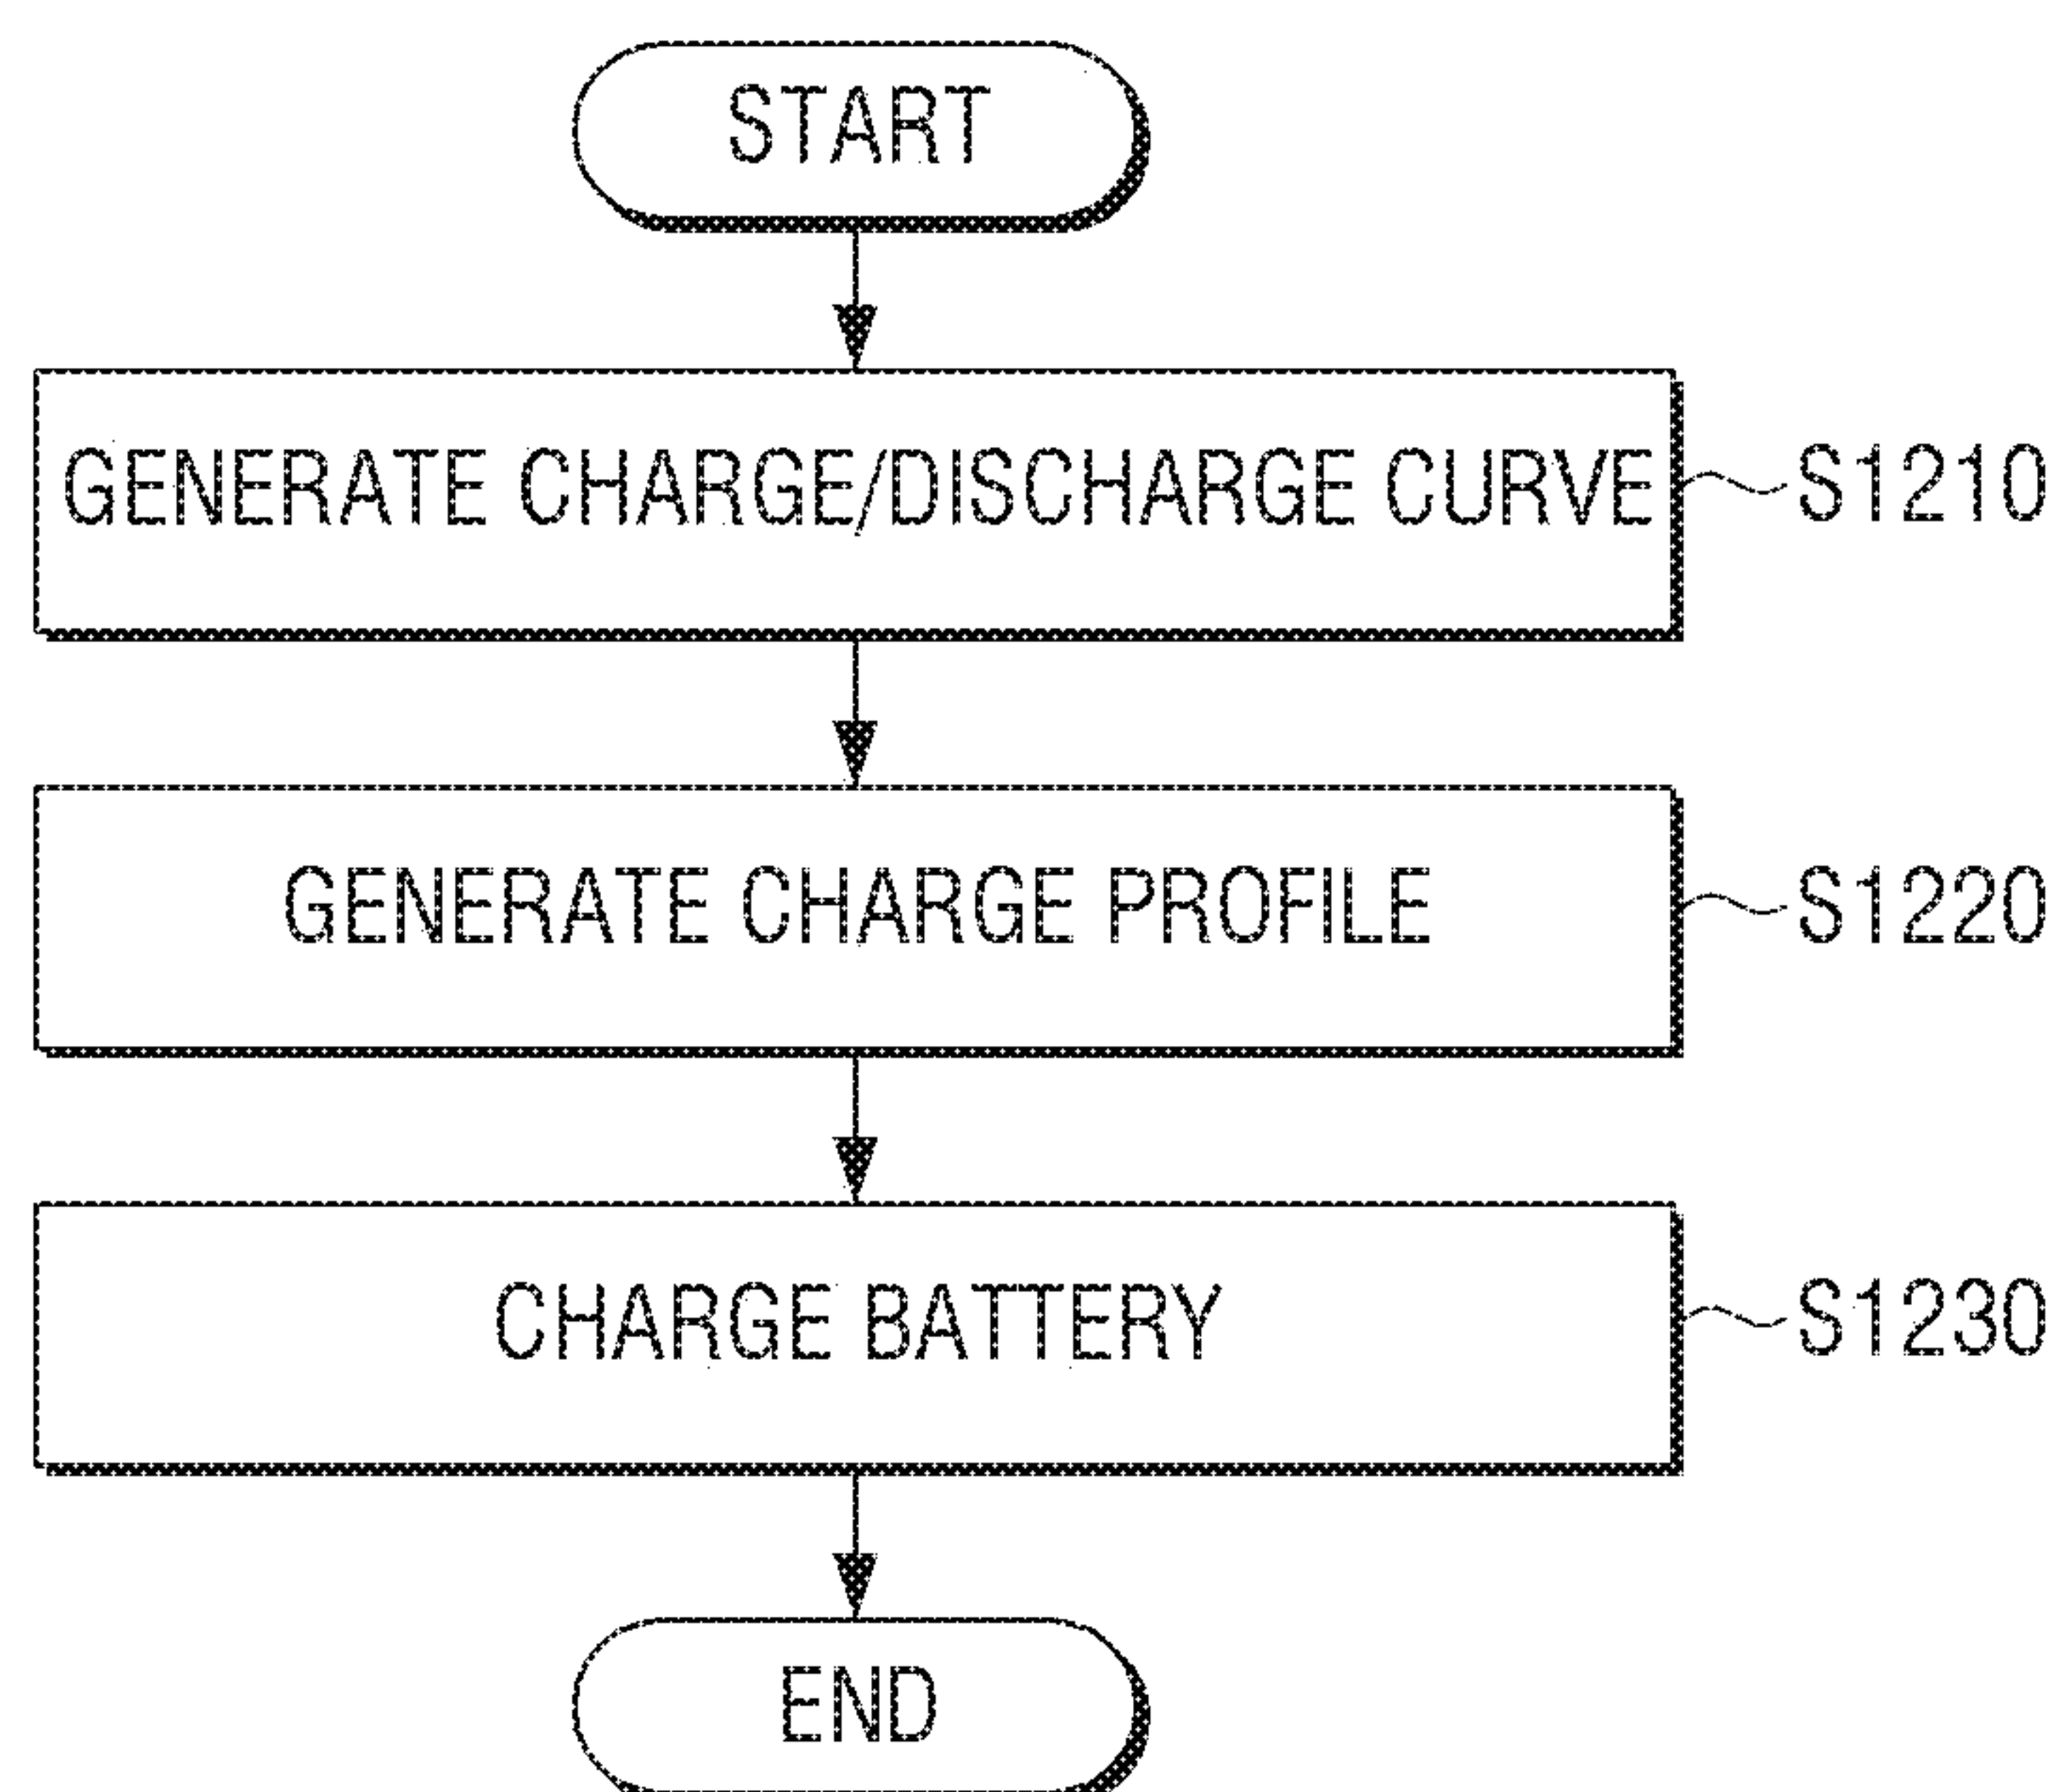 START
GENERATE CHARGE/DISCHARGE CURVE
S1210
GENERATE CHARGE PROFILE
S1220
CHARGE BATTERY
S1230
END